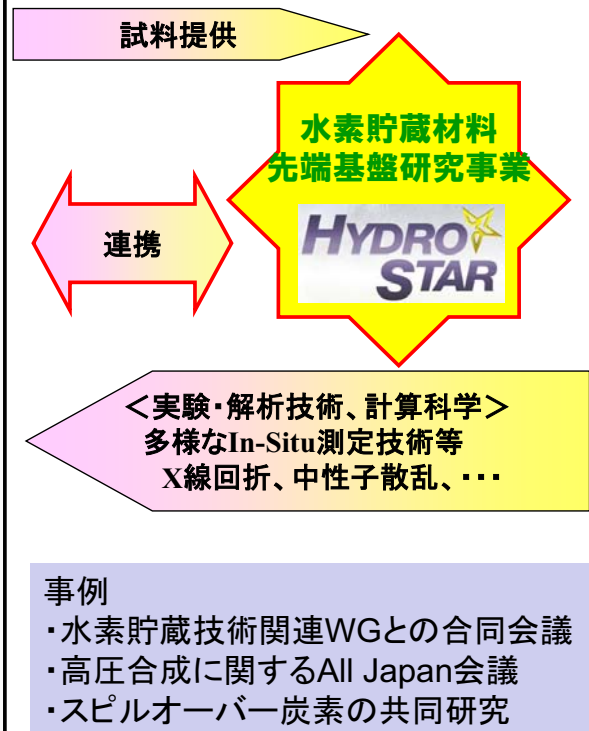 試料提供
水素貯蔵材料
先端基盤研究事業
HYDRO
STAR
連携
＜実験・解析技術、計算科学＞
多様なIn-Situ測定技術等
X線回折、中性子散乱、・・・
事例
・水素貯蔵技術関連WGとの合同会議
・高圧合成に関するAll Japan会議
・スピルオーバー炭素の共同研究